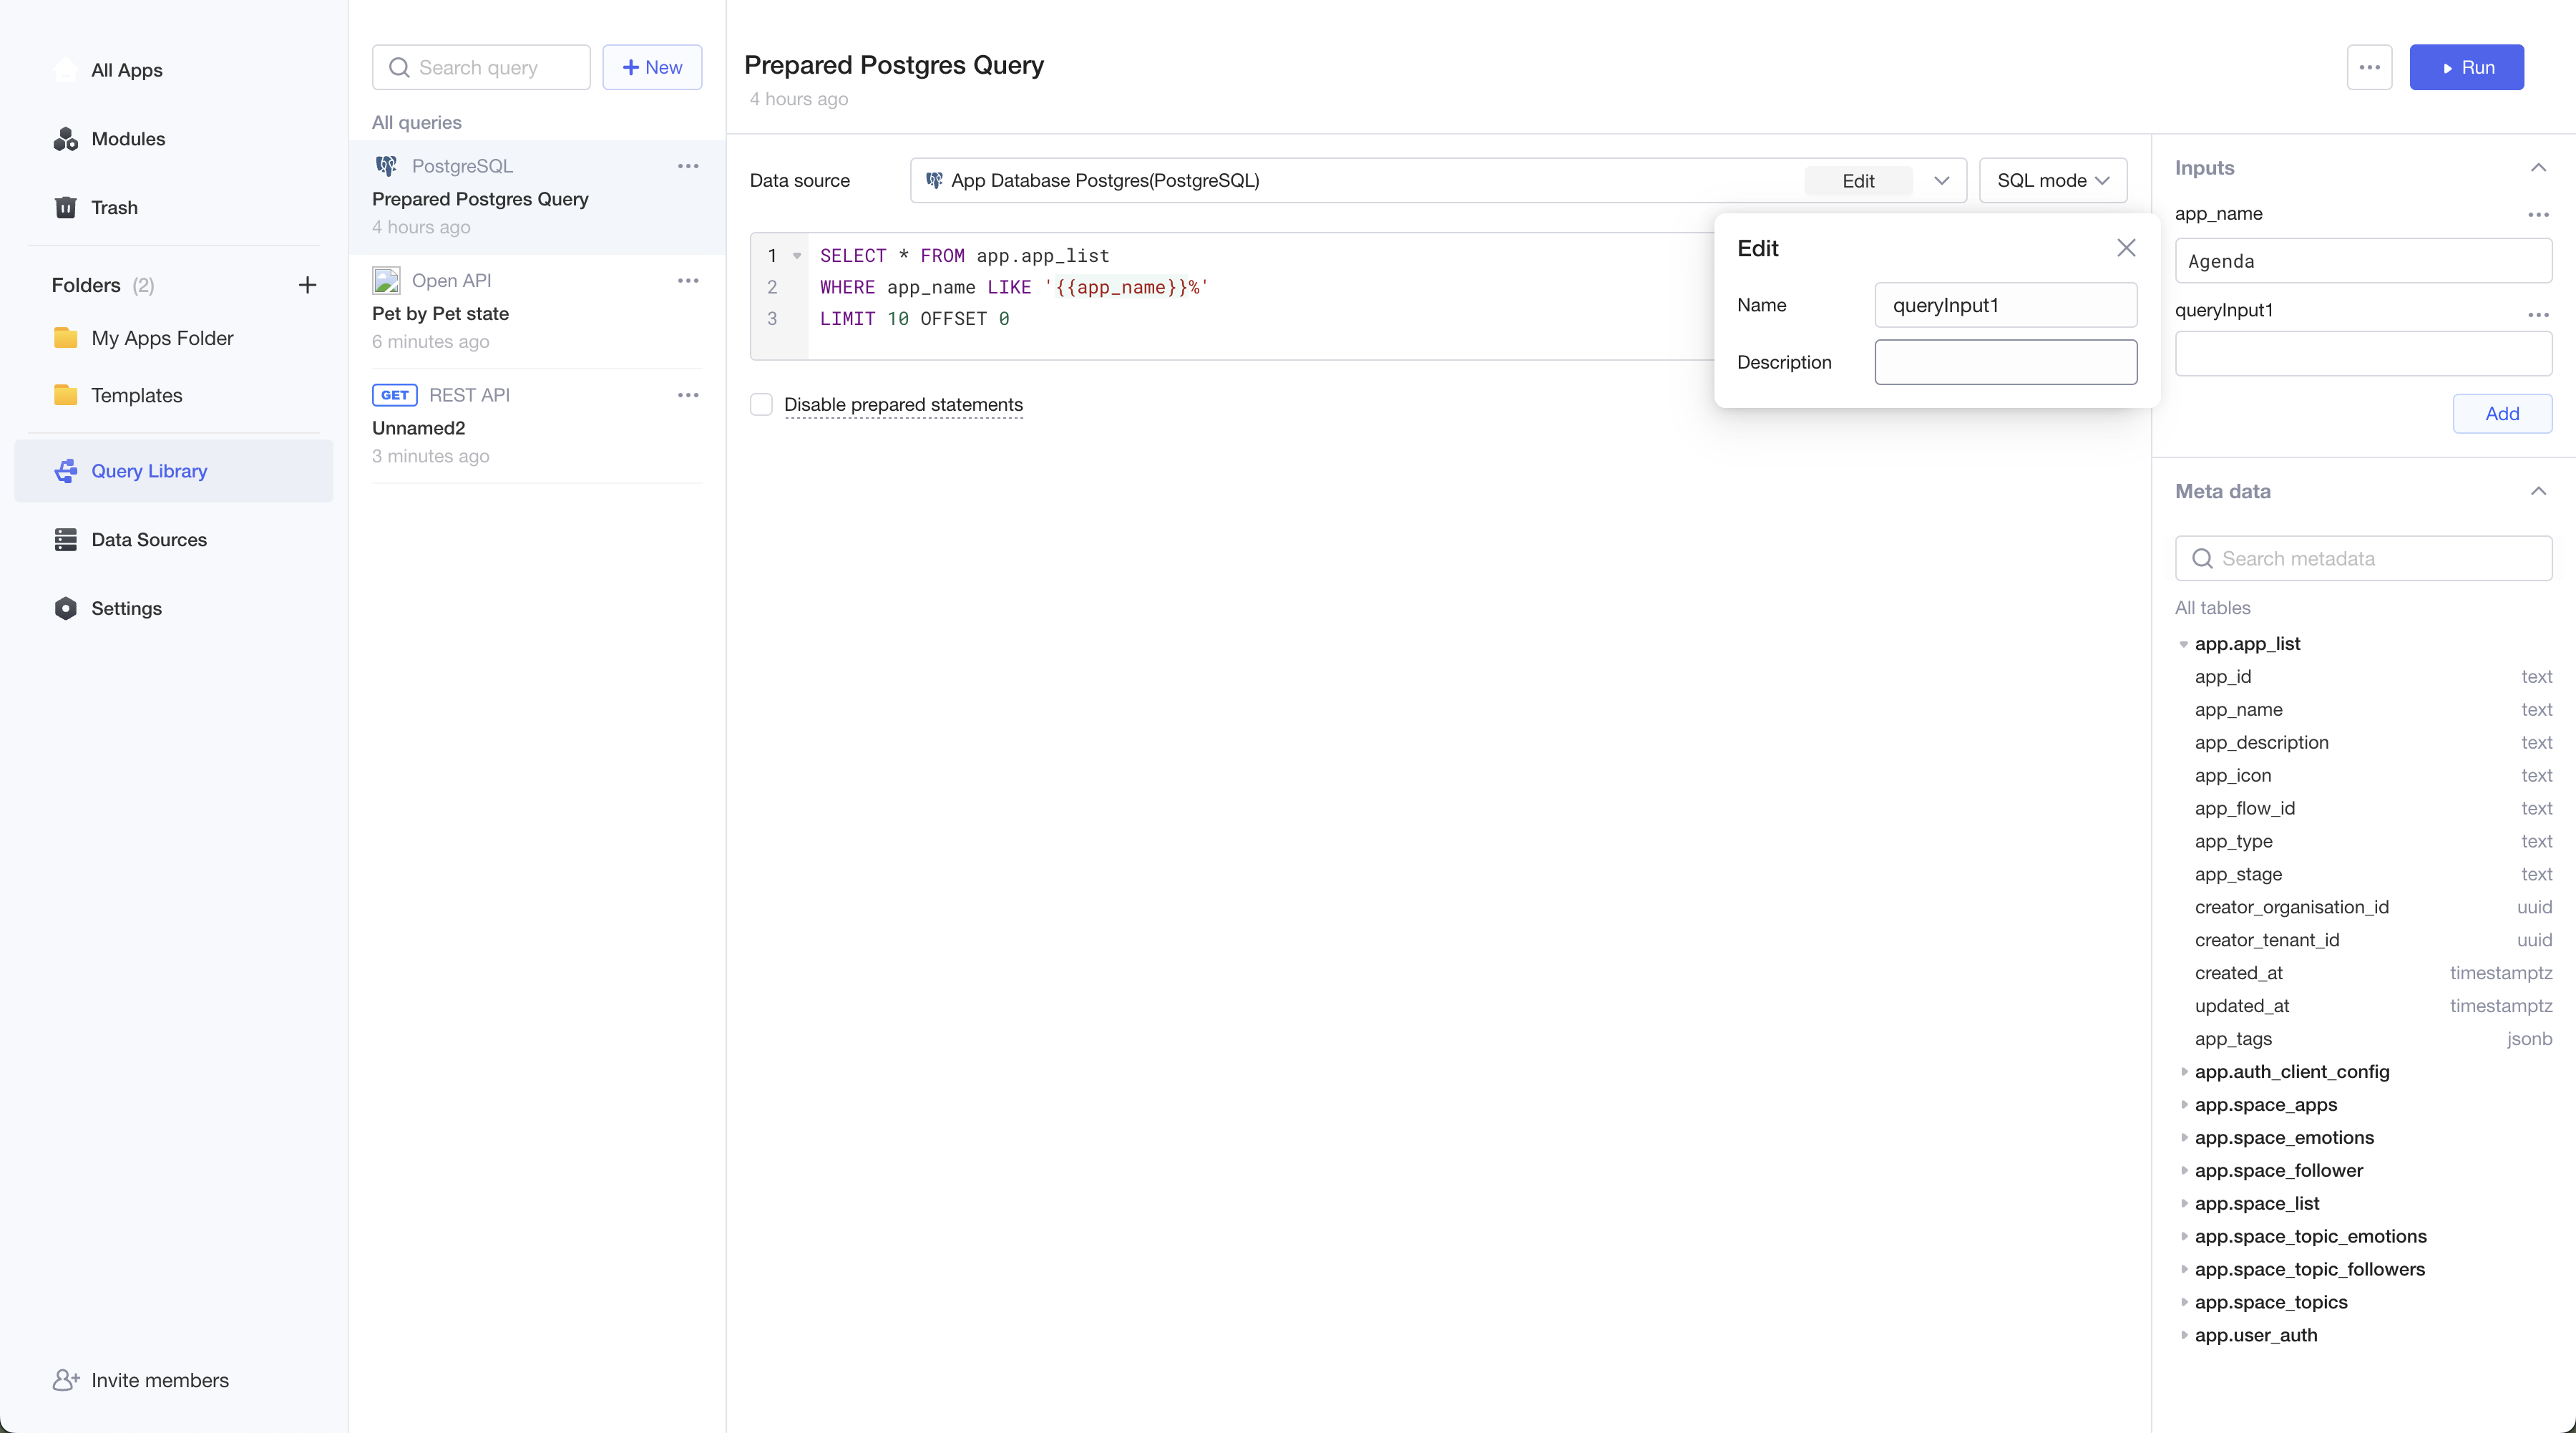 All Apps
Modules
Trash
Folders (2)
My Apps Folder
Templates
Query Library
Data Sources
Settings
Invite members
Search query
New
All queries
PostgreSQL
Prepared Postgres Query
4 hours ago
Open API
Pet by Pet state
6 minutes ago
GET REST API
Unnamed2
3 minutes ago
Prepared Postgres Query
4 hours ago
Run
Data source
App Database Postgres(PostgreSQL)
Edit
SQL mode
1 SELECT * FROM app.app_list
2 WHERE app_name LIKE '{{app_name}}%'
3 LIMIT 10 OFFSET 0
Disable prepared statements
Edit
Name queryInput1
Description
Inputs
app_name
Agenda
queryInput1
Add
Meta data
Search metadata
All tables
app.app_list
app_id text
app_name text
app_description text
app_icon text
app_flow_id text
app_type text
app_stage text
creator_organisation_id uuid
creator_tenant_id uuid
created_at timestamptz
updated_at timestamptz
app_tags jsonb
app.auth_client_config
app.space_apps
app.space_emotions
app.space_follower
app.space_list
app.space_topic_emotions
app.space_topic_followers
app.space_topics
app.user_auth